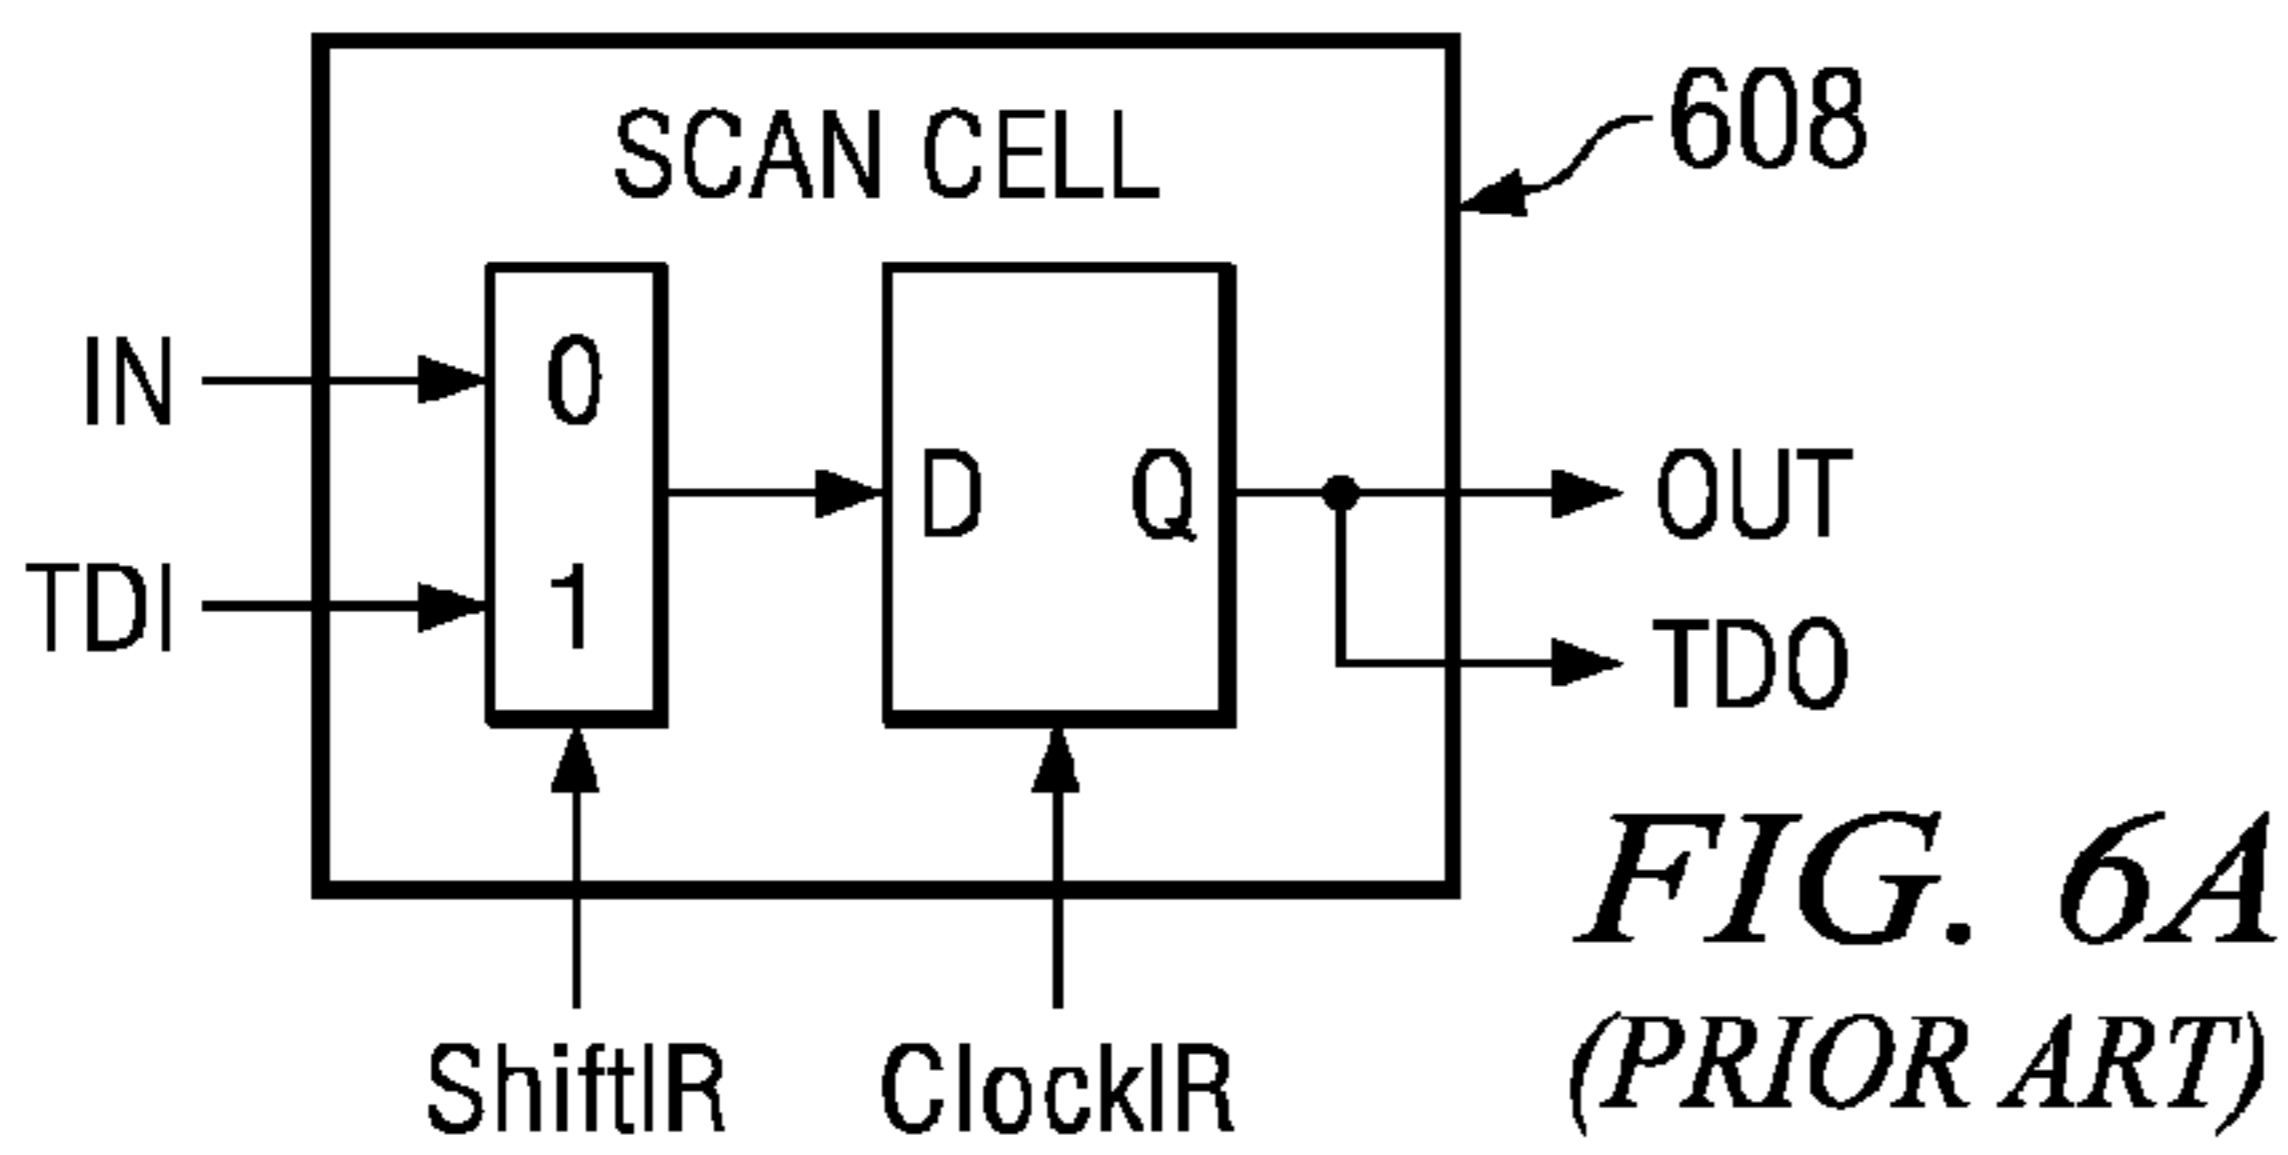 SCAN CELL
608
IN
0
TDI
1
D
Q
OUT
TDO
ShiftIR
ClockIR
FIG. 6A
(PRIOR ART)